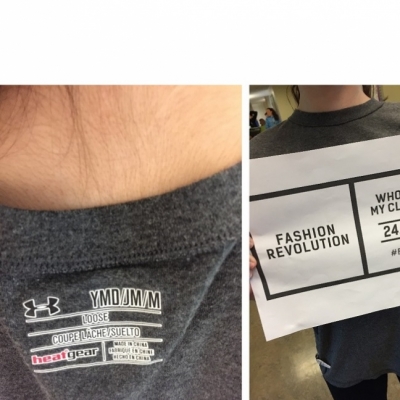 YMD/JM/M
LOOSE
COUPE LACHE/SUELTO
heatgear
MADE IN CHINA
FABRIQUÉ EN CHINE
HECHO EN CHINA
FASHION
REVOLUTION
WHO
MY CL
24